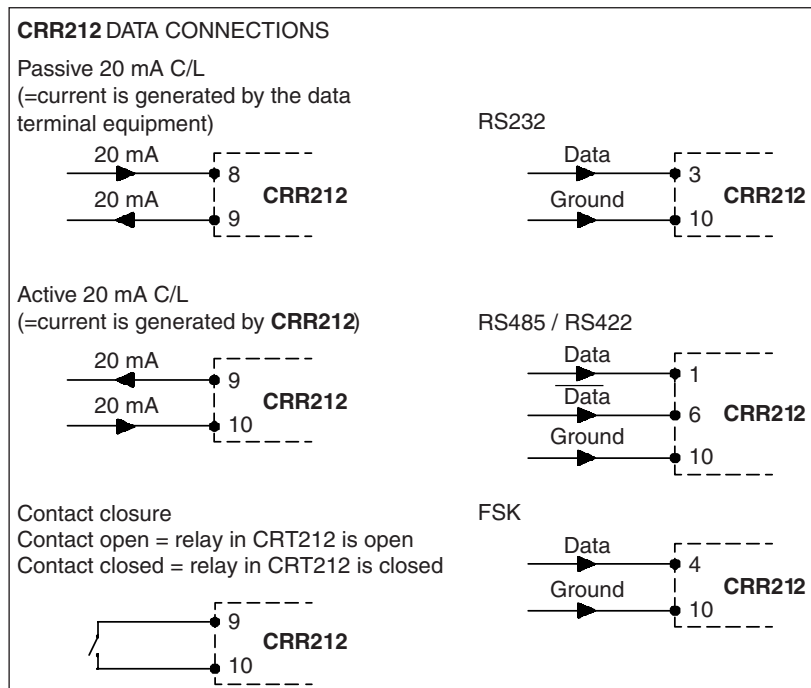 CRR212 DATA CONNECTIONS
Passive 20 mA C/L
(=current is generated by the data
terminal equipment)
20 mA
8
20 mA
9
CRR212
Active 20 mA C/L
(=current is generated by CRR212)
20 mA
9
20 mA
10
CRR212
Contact closure
Contact open = relay in CRT212 is open
Contact closed = relay in CRT212 is closed
9
CRR212
10
RS232
Data
3
CRR212
Ground
10
RS485 / RS422
Data
1
Data
6
CRR212
Ground
10
FSK
Data
4
CRR212
Ground
10